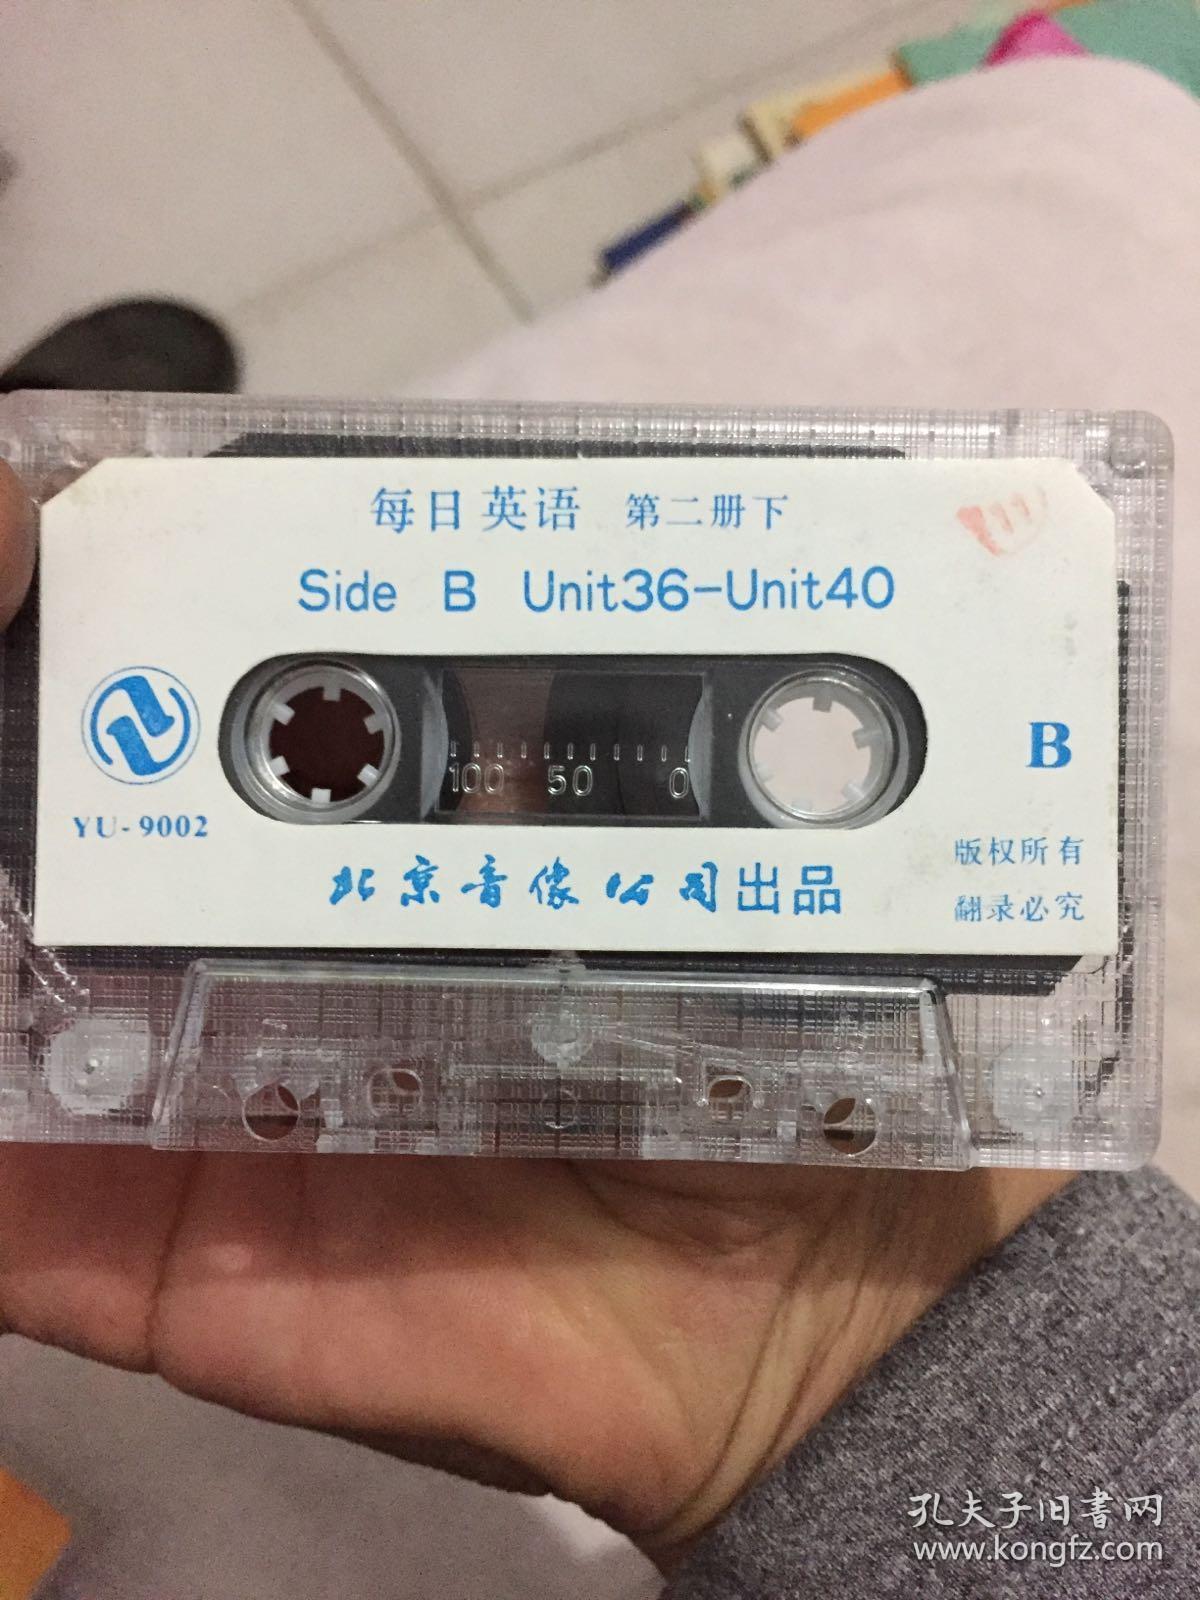 每日英语 第二册下
Side B Unit36-Unit40
100 50 0
B
YU-9002
北京音像公司出品
版权所有
翻录必究
孔夫子旧书网
www.kongfz.com